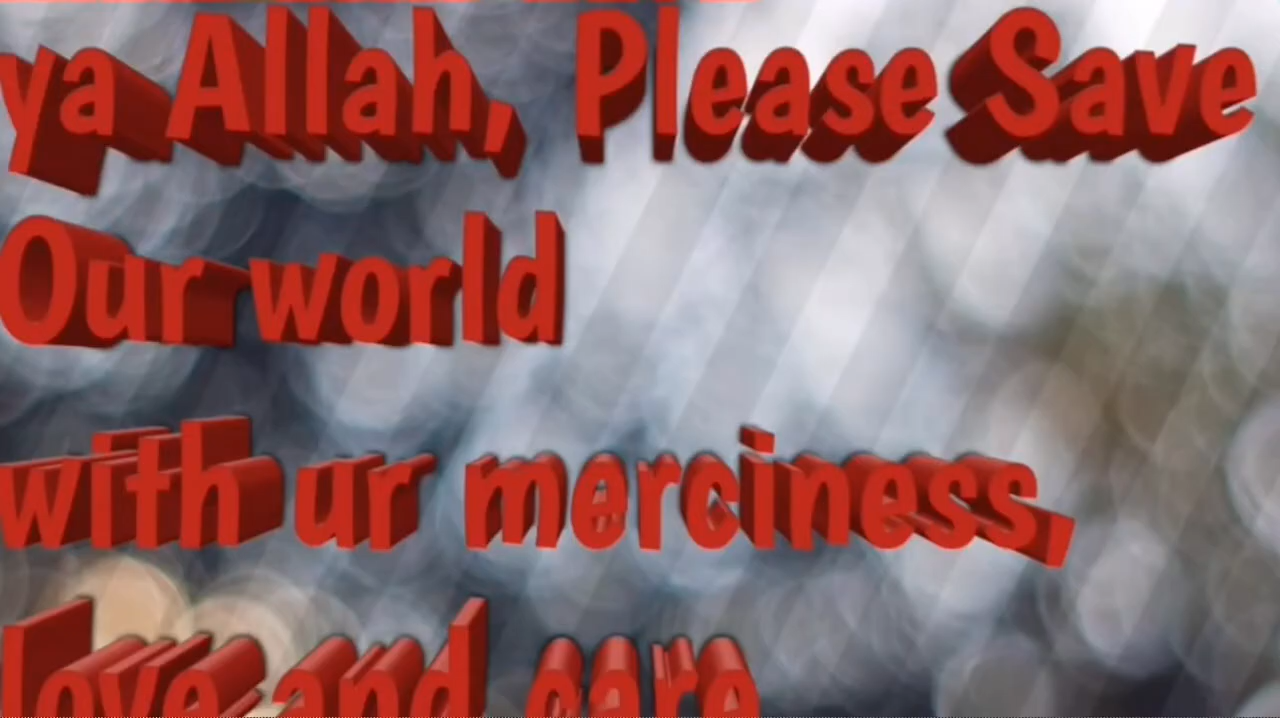 ya Allah, Please Save
Our world
with ur merciness,
love and care